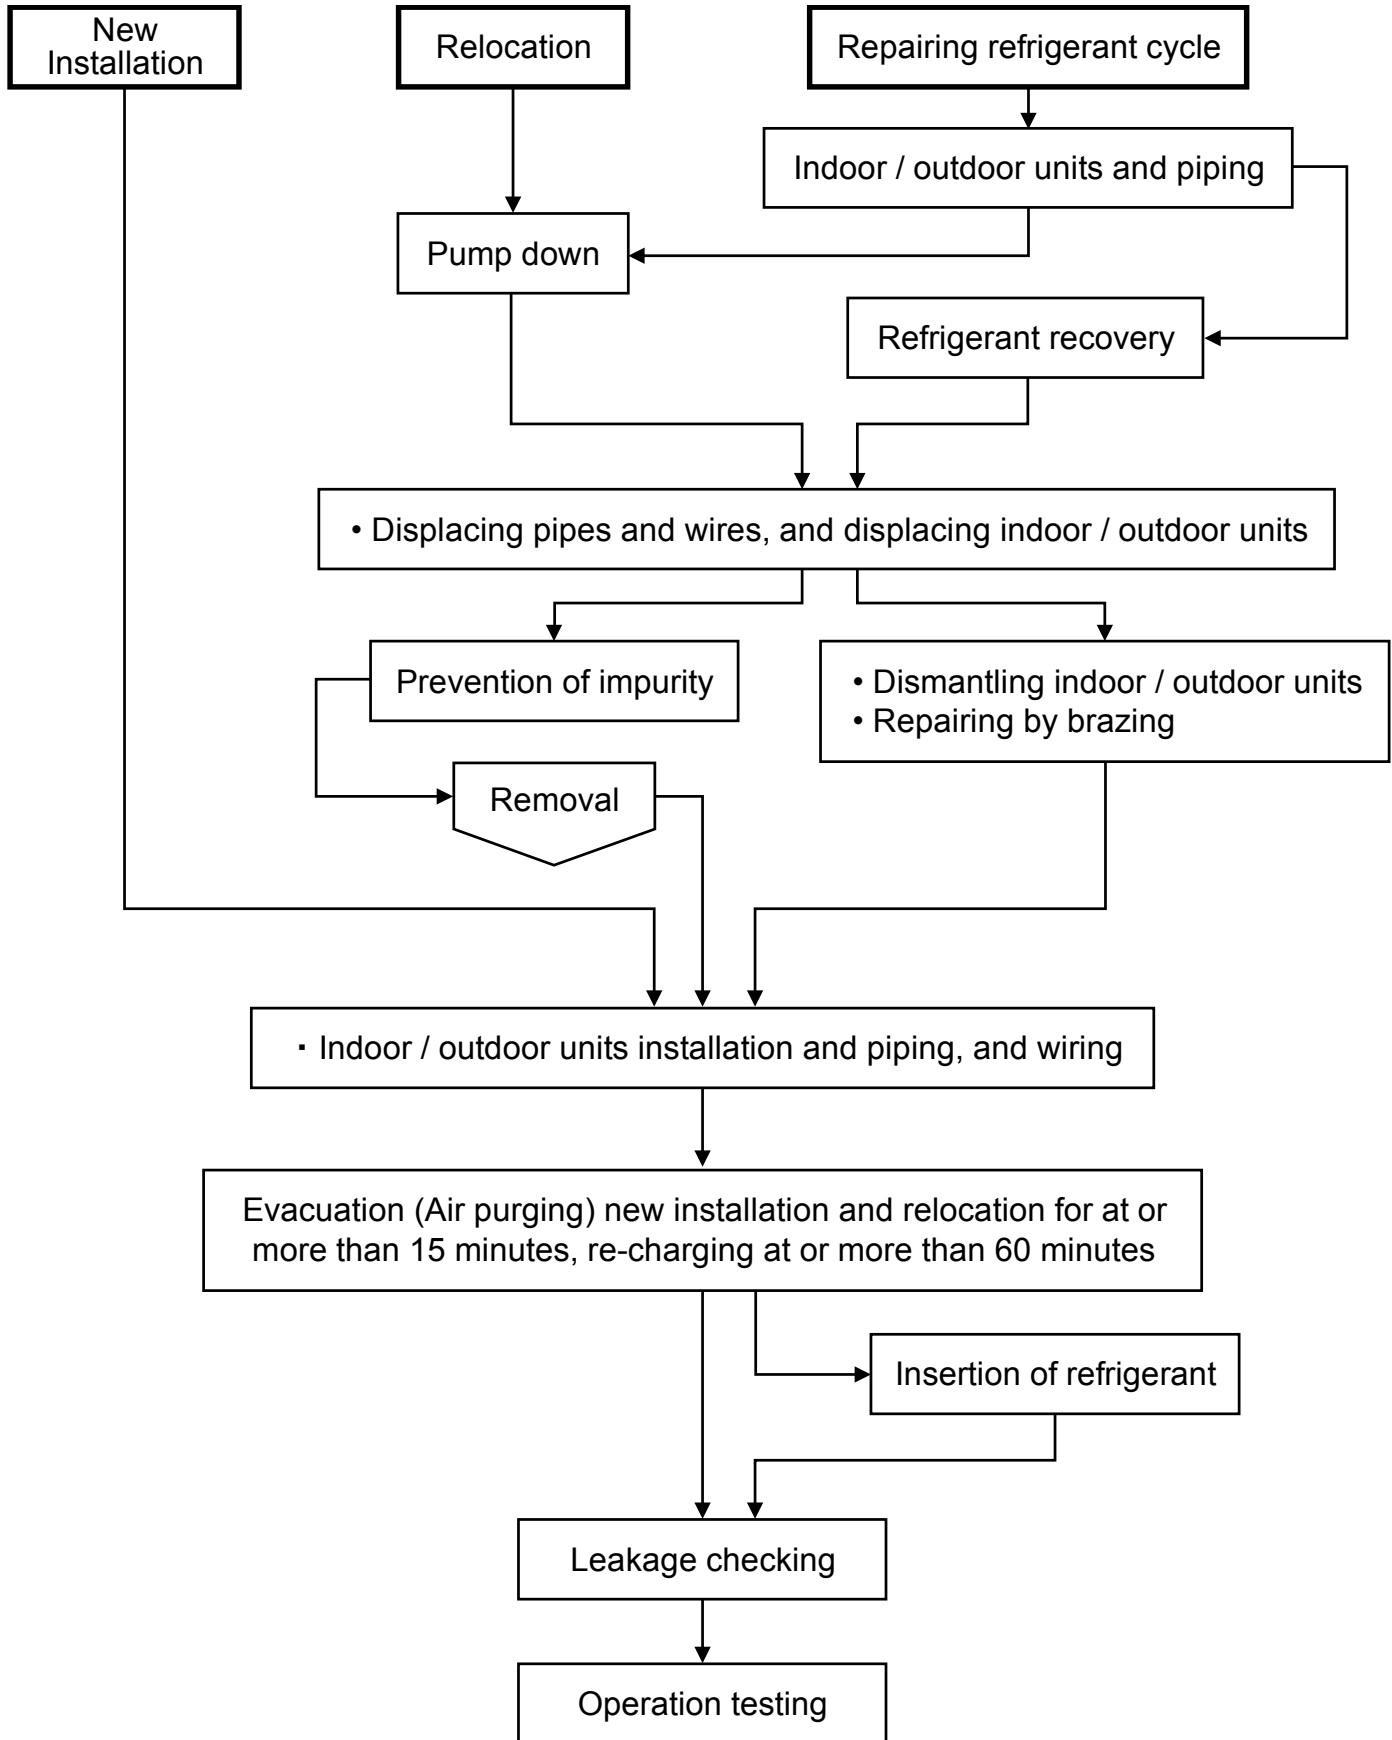 New
Installation
Relocation
Repairing refrigerant cycle
Indoor / outdoor units and piping
Pump down
Refrigerant recovery
• Displacing pipes and wires, and displacing indoor / outdoor units
Prevention of impurity
• Dismantling indoor / outdoor units
• Repairing by brazing
Removal
· Indoor / outdoor units installation and piping, and wiring
Evacuation (Air purging) new installation and relocation for at or
more than 15 minutes, re-charging at or more than 60 minutes
Insertion of refrigerant
Leakage checking
Operation testing